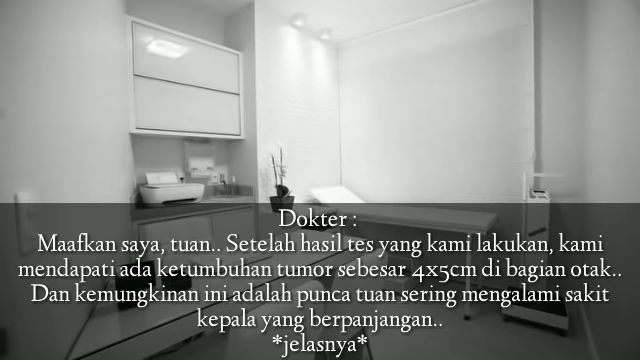 Dokter :
Maafkan saya, tuan.. Setelah hasil tes yang kami lakukan, kami
mendapati ada ketumbuhan tumor sebesar 4x5cm di bagian otak..
Dan kemungkinan ini adalah punca tuan sering mengalami sakit
kepala yang berpanjangan..
*jelasnya*